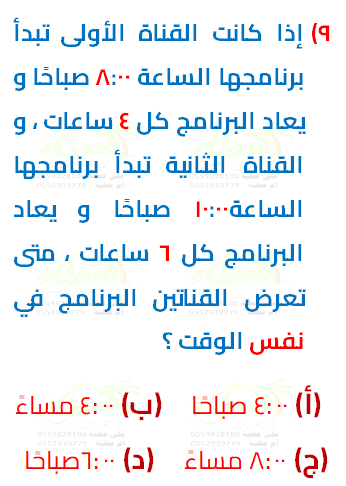 ٩) إذا كانت القناة الأولى تبدأ
برنامجها الساعة ٨:٠٠ صباحًا و
يعاد البرنامج كل ٤ ساعات ، و
القناة الثانية تبدأ برنامجها
الساعة ١٠:٠٠ صباحًا و يعاد
البرنامج كل ٦ ساعات ، متى
تعرض القناتين البرنامج في
نفس الوقت ؟
(أ) ٤:٠٠ صباحًا (ب) ٤:٠٠ مساءً
(ج) ٨:٠٠ مساءً (د) ٦:٠٠صباحًا